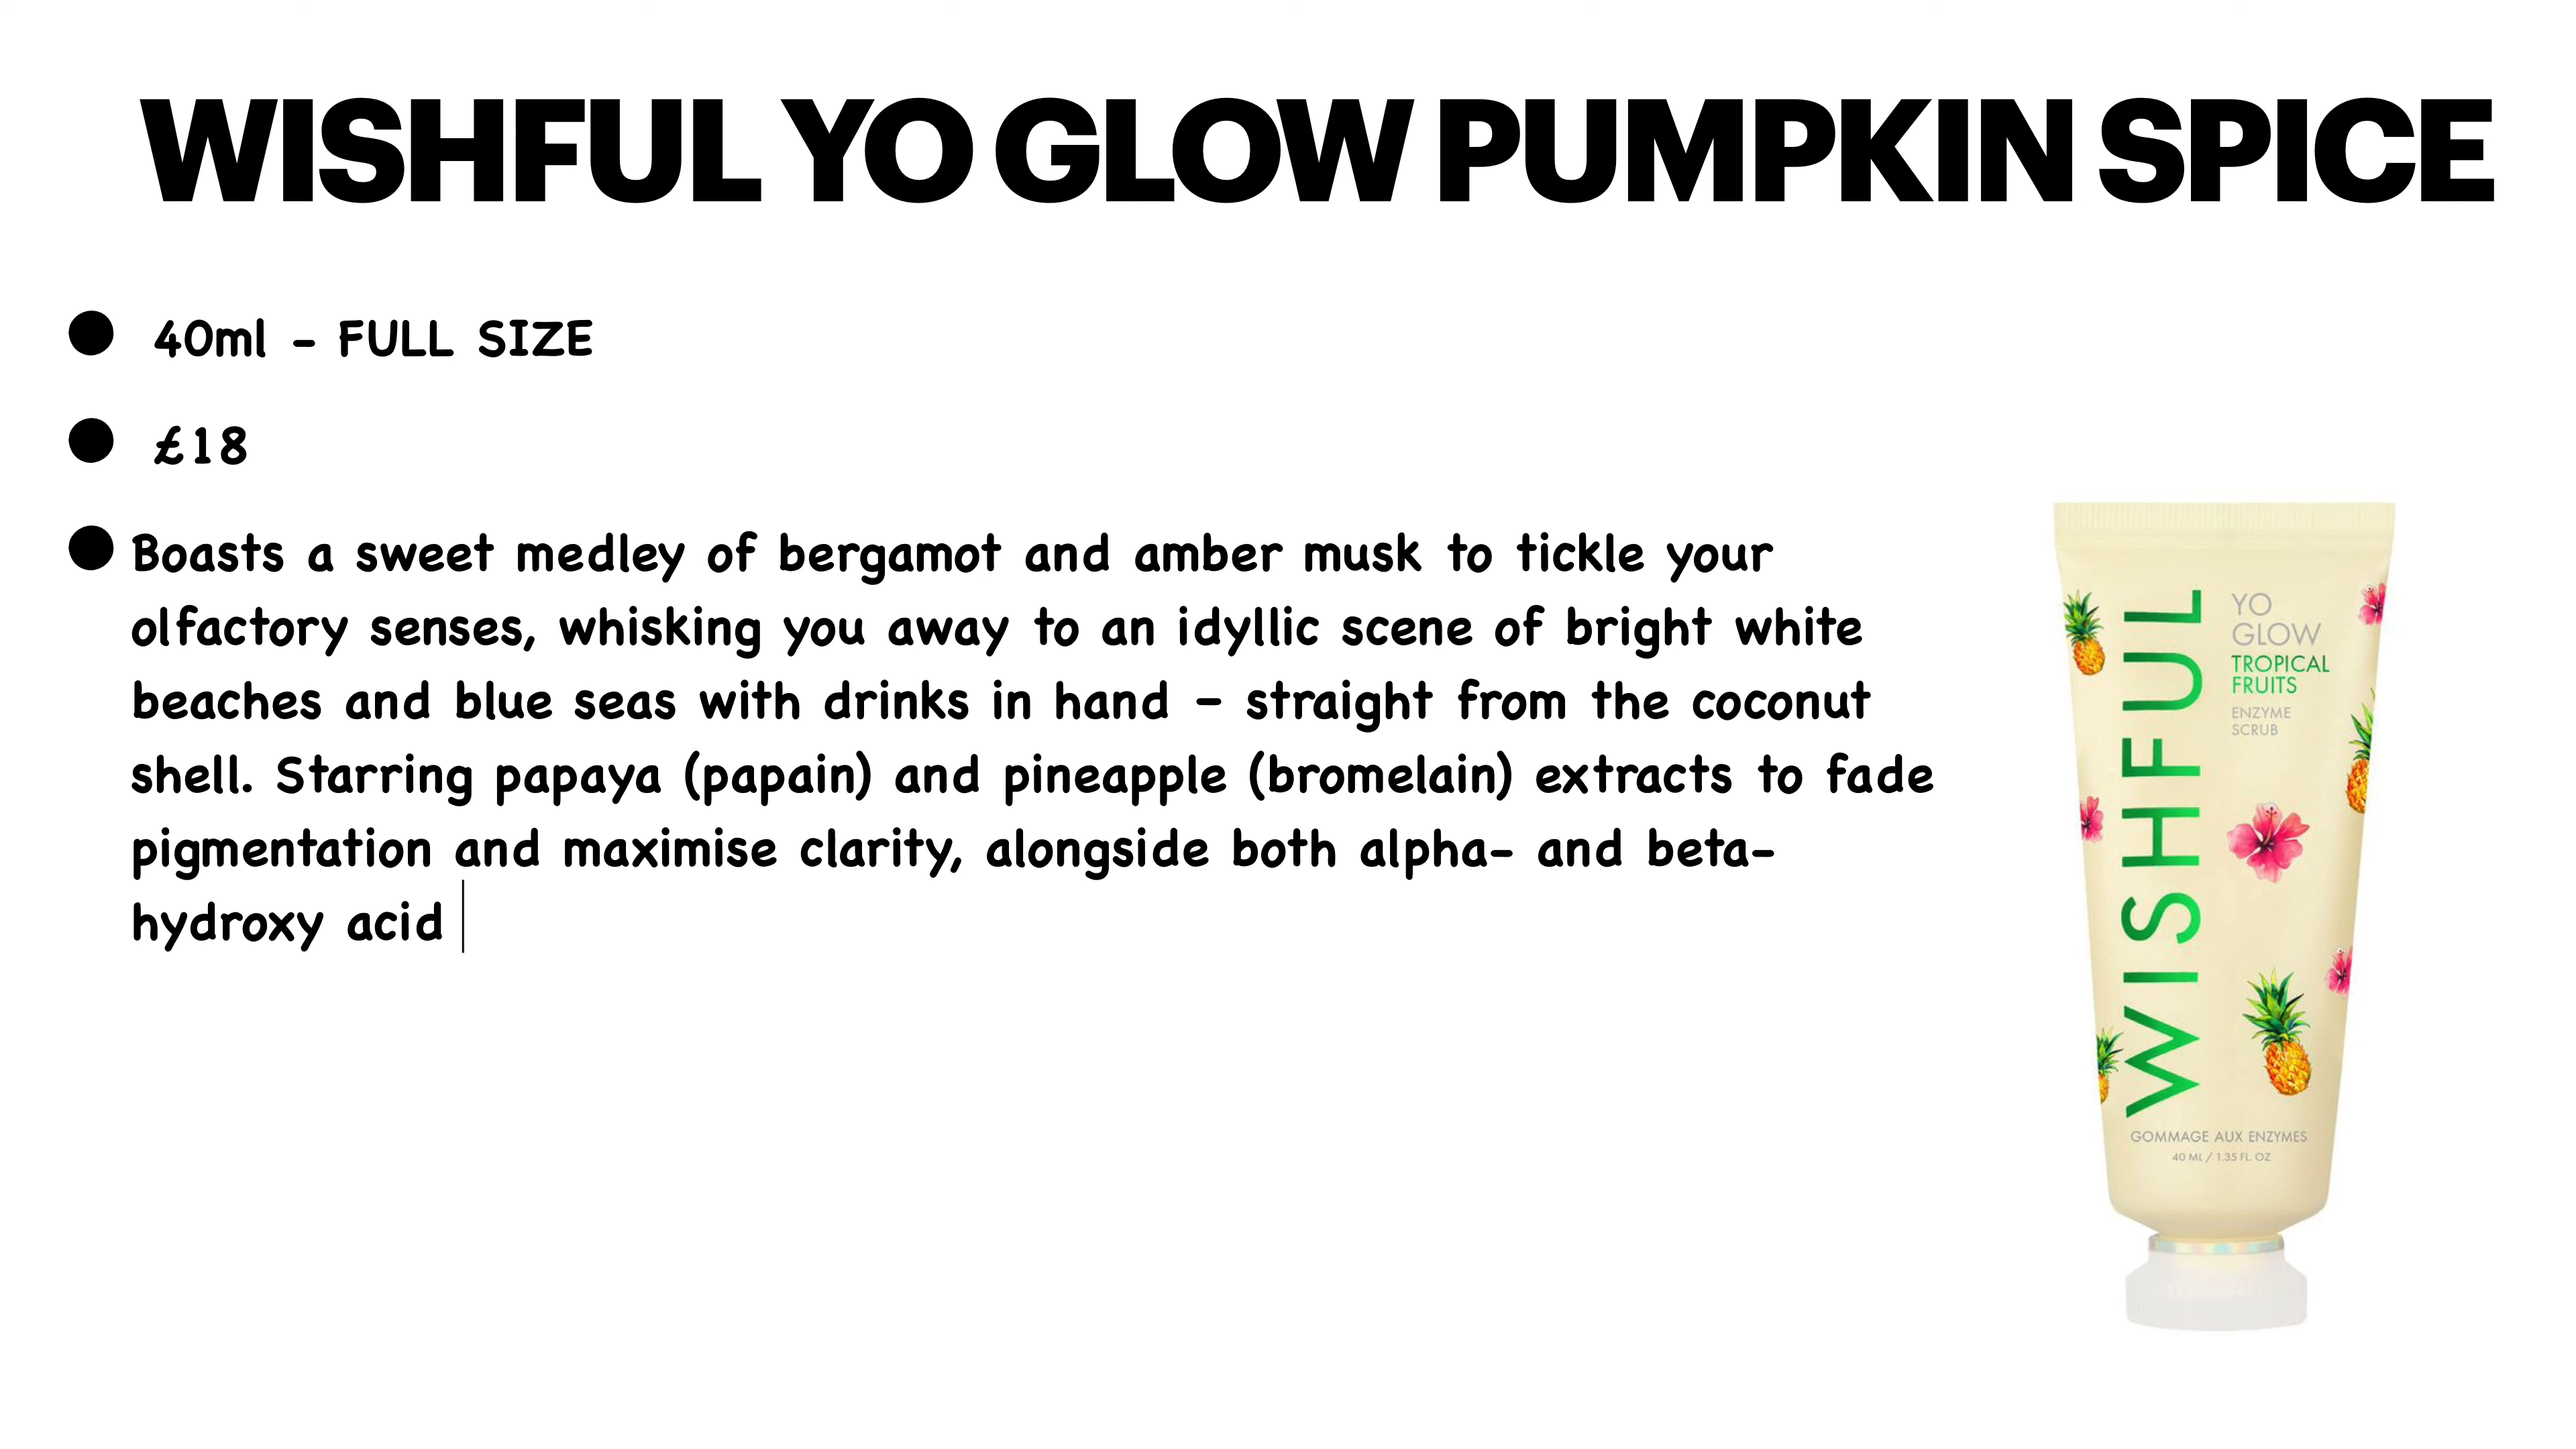 WISHFUL YO GLOW PUMPKIN SPICE
40ml - FULL SIZE
£18
Boasts a sweet medley of bergamot and amber musk to tickle your
olfactory senses, whisking you away to an idyllic scene of bright white
beaches and blue seas with drinks in hand – straight from the coconut
shell. Starring papaya (papain) and pineapple (bromelain) extracts to fade
pigmentation and maximise clarity, alongside both alpha- and beta-
hydroxy acid
WISHFUL
YO
GLOW
TROPICAL
FRUITS
ENZYME
SCRUB
GOMMAGE AUX ENZYMES
40 ML / 1.35 FL. OZ